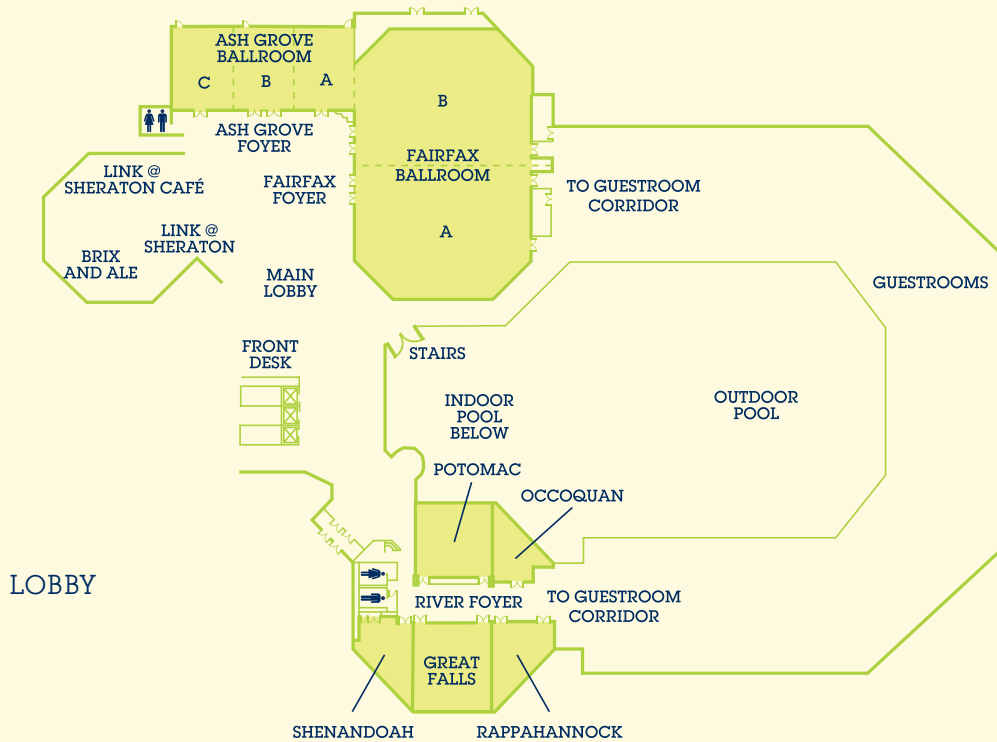 ASH GROVE
BALLROOM
C
B
A
B
ASH GROVE
FOYER
FAIRFAX
BALLROOM
LINK @
SHERATON CAFÉ
FAIRFAX
FOYER
TO GUESTROOM
CORRIDOR
LINK @
SHERATON
A
BRIX
AND ALE
MAIN
LOBBY
GUESTROOMS
FRONT
DESK
STAIRS
INDOOR
POOL
BELOW
OUTDOOR
POOL
POTOMAC
OCCOQUAN
LOBBY
RIVER FOYER
TO GUESTROOM
CORRIDOR
GREAT
FALLS
SHENANDOAH
RAPPAHANNOCK